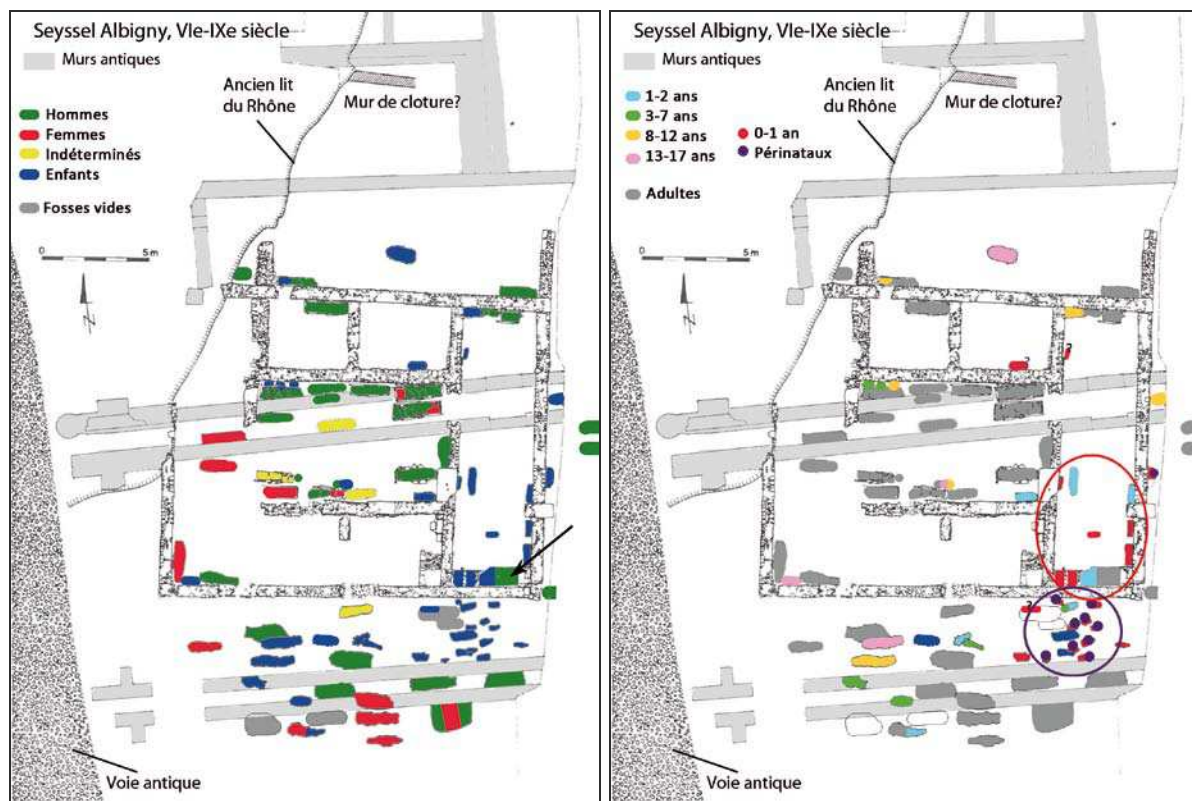 Seyssel Albigny, VIe-IXe siècle
Murs antiques
Ancien lit
du Rhône
Mur de cloture?
Hommes
Femmes
Indéterminés
Enfants
Fosses vides
0
5 m
N
Voie antique
Seyssel Albigny, VIe-IXe siècle
Murs antiques
Ancien lit
du Rhône
Mur de cloture?
1-2 ans
3-7 ans
8-12 ans
13-17 ans
0-1 an
Périnataux
Adultes
0
5 m
N
?
?
?
Voie antique